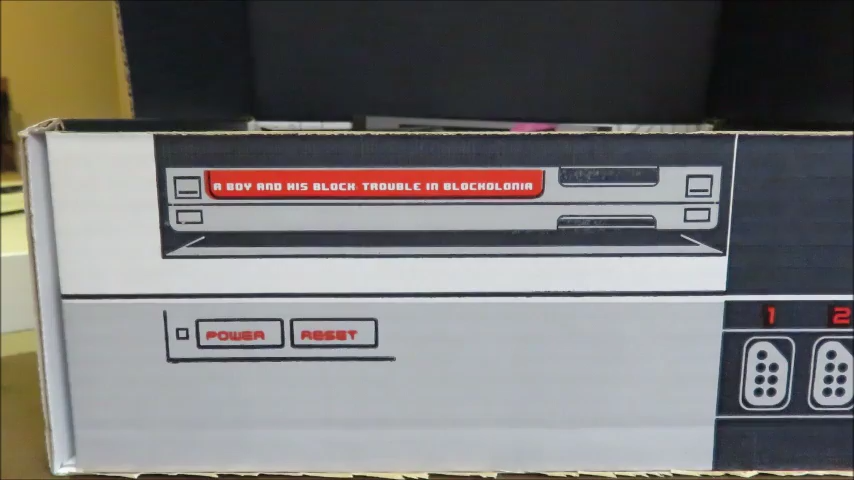 A BOY AND HIS BLOCK: TROUBLE IN BLOCKOLONIA
POWER RESET
1 2